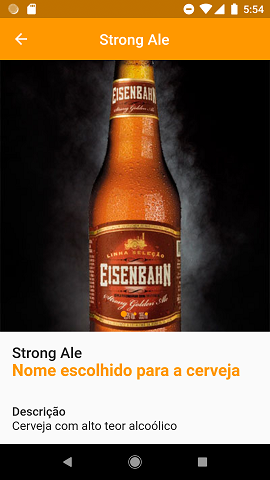 5:54
Strong Ale
EISENBAHN
Strong Golden Ale
LINHA SELEÇÃO
EISENBAHN
Strong Golden Ale
Strong Ale
Nome escolhido para a cerveja
Descrição
Cerveja com alto teor alcoólico